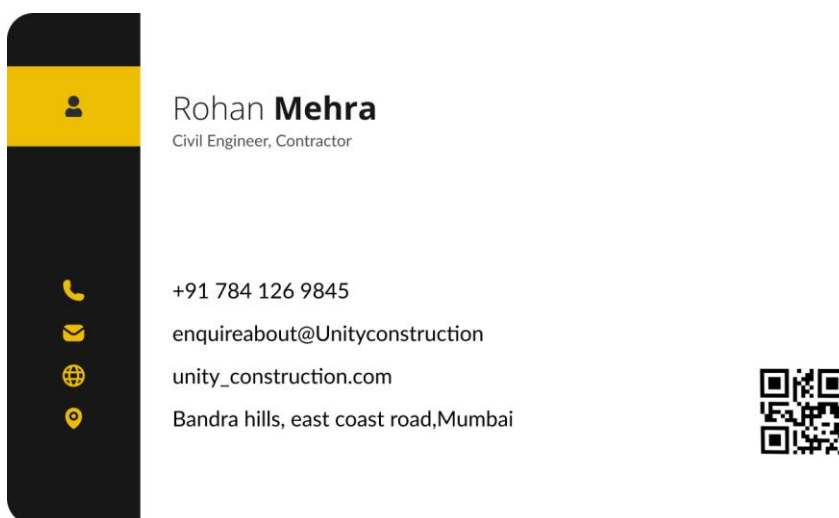 Rohan Mehra
Civil Engineer, Contractor
+91 784 126 9845
enquireabout@Unityconstruction
unity_construction.com
Bandra hills, east coast road,Mumbai